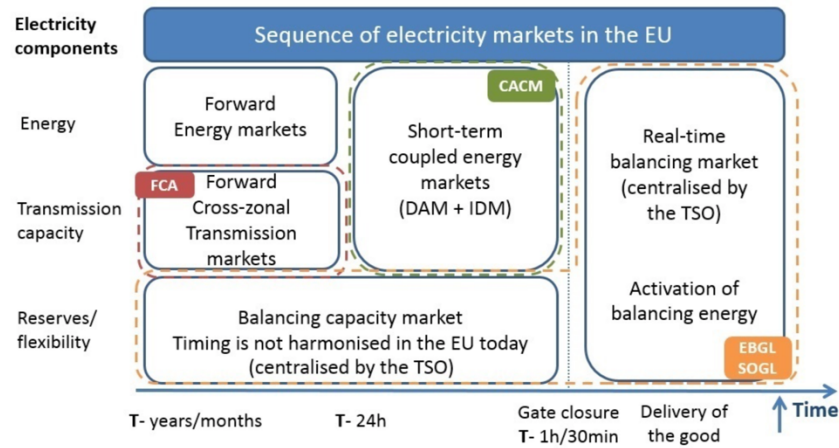 Electricity
components
Sequence of electricity markets in the EU
Energy
Forward
Energy markets
CACM
Short-term
coupled energy
markets
(DAM + IDM)
Real-time
balancing market
(centralised by
the TSO)
Transmission
capacity
FCA
Forward
Cross-zonal
Transmission
markets
Reserves/
flexibility
Balancing capacity market
Timing is not harmonised in the EU today
(centralised by the TSO)
Activation of
balancing energy
EBGL
SOGL
Time
T- years/months
T- 24h
Gate closure
T- 1h/30min
Delivery of
the good